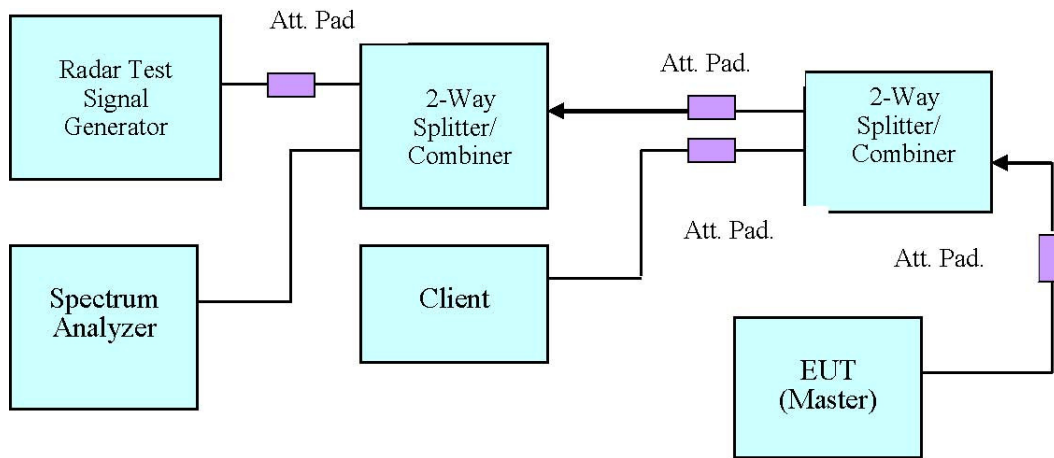 Att. Pad
Radar Test
Signal
Generator
2-Way
Splitter/
Combiner
Att. Pad.
2-Way
Splitter/
Combiner
Att. Pad.
Att. Pad.
Spectrum
Analyzer
Client
EUT
(Master)